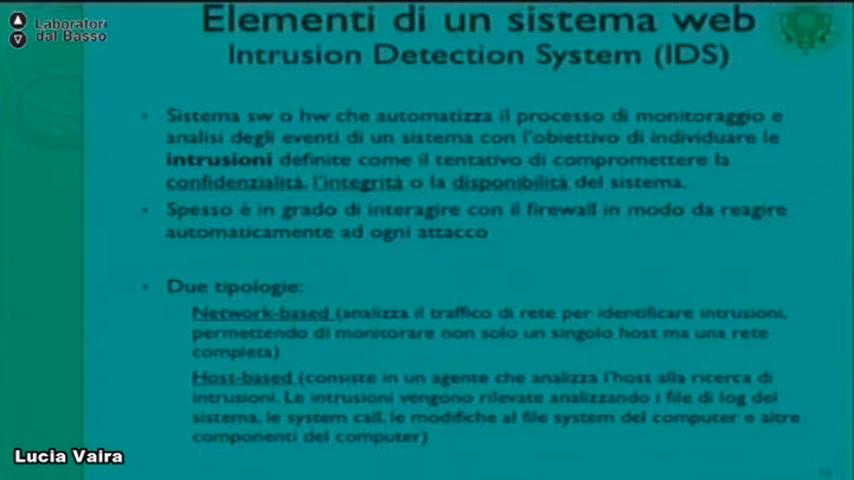 Laboratori
dal Basso
Elementi di un sistema web
Intrusion Detection System (IDS)
• Sistema sw o hw che automatizza il processo di monitoraggio e
analisi degli eventi di un sistema con l'obiettivo di individuare le
intrusioni definite come il tentativo di compromettere la
confidenzialità, l'integrità o la disponibilità del sistema.
• Spesso è in grado di interagire con il firewall in modo da reagire
automaticamente ad ogni attacco
• Due tipologie:
Network-based (analizza il traffico di rete per identificare intrusioni,
permettendo di monitorare non solo un singolo host ma una rete
completa)
Host-based (consiste in un agente che analizza l'host alla ricerca di
intrusioni. Le intrusioni vengono rilevate analizzando i file di log del
sistema, le system call, le modifiche al file system del computer e altre
componenti del computer)
Lucia Vaira